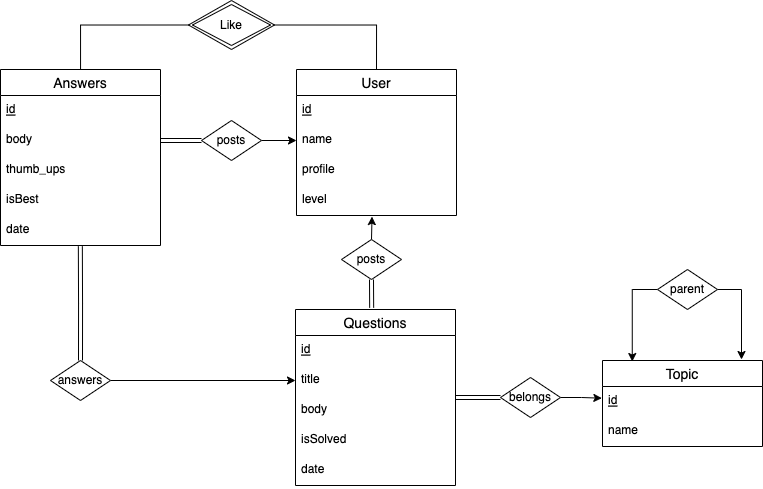 Like
Answers
id
body
thumb_ups
isBest
date
posts
User
id
name
profile
level
posts
answers
Questions
id
title
body
isSolved
date
belongs
parent
Topic
id
name